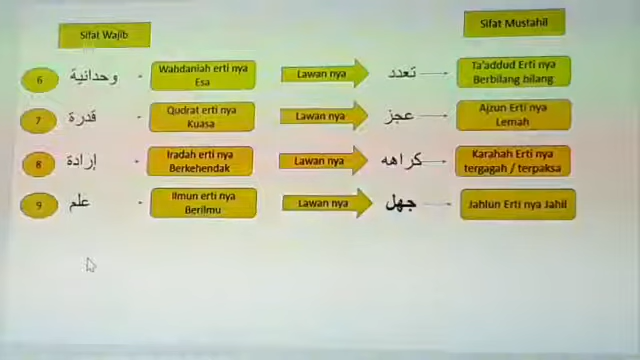 Sifat Wajib
Sifat Mustahil
6 وحدانية - Wahdaniah erti nya
Esa
Lawan nya
تعدد
Ta'addud Erti nya
Berbilang bilang
7 قدرة - Qudrat erti nya
Kuasa
Lawan nya
عجز
Ajzun Erti nya
Lemah
8 إرادة - Iradah erti nya
Berkehendak
Lawan nya
كراهه
Karahah Erti nya
tergagah / terpaksa
9 علم - Ilmun erti nya
Berilmu
Lawan nya
جهل
Jahlun Erti nya Jahil